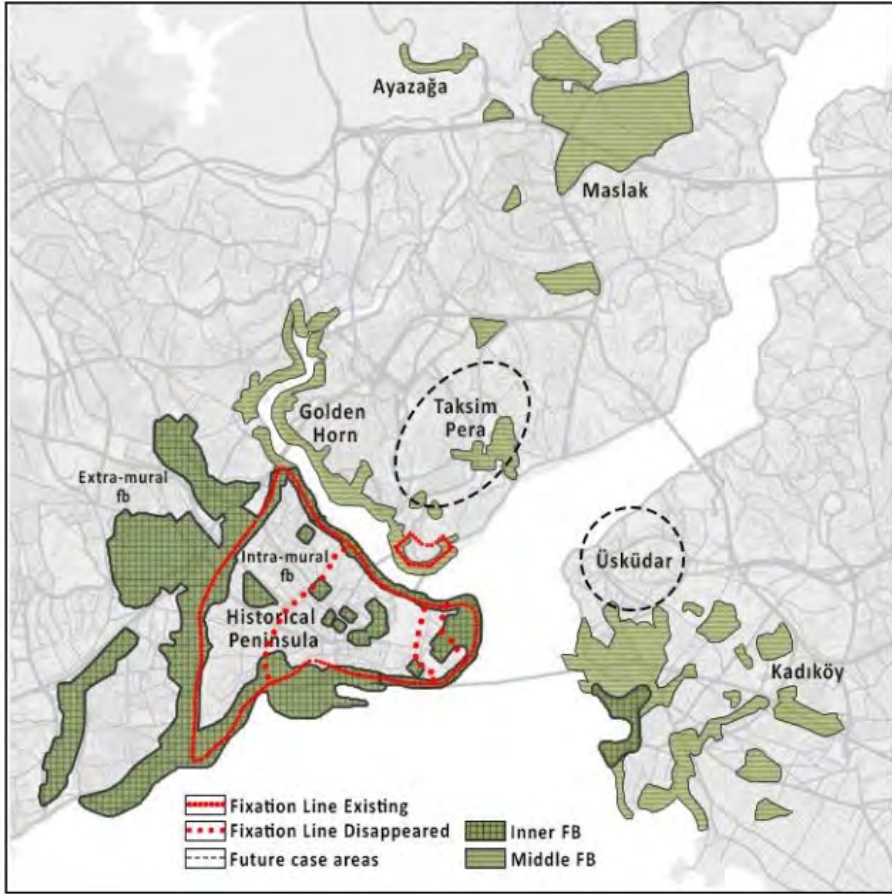 Ayazağa
Maslak
Golden
Horn
Taksim
Pera
Extra-mural
fb
Intra-mural
fb
Üsküdar
Historical
Peninsula
Kadıköy
Fixation Line Existing
Fixation Line Disappeared
Future case areas
Inner FB
Middle FB